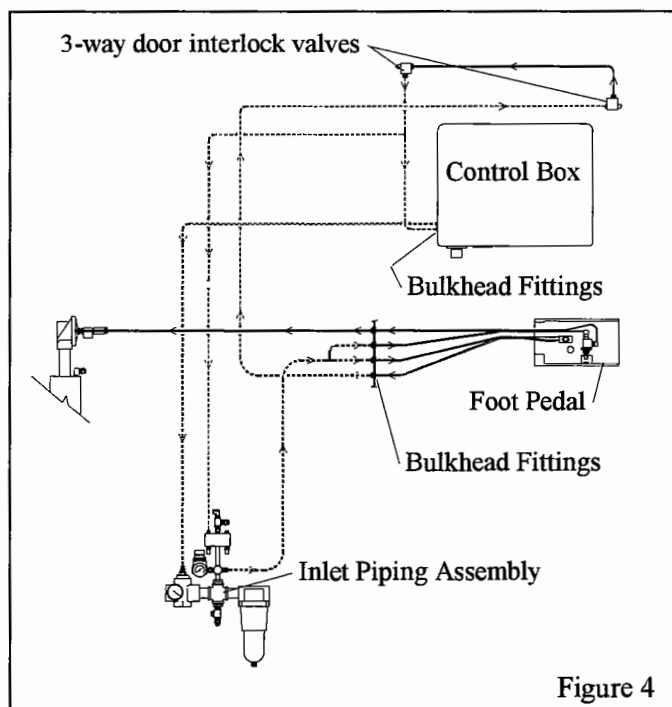 3-way door interlock valves
Control Box
Bulkhead Fittings
Foot Pedal
Bulkhead Fittings
Inlet Piping Assembly
Figure 4